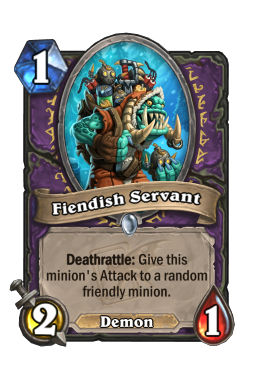 1
Fiendish Servant
Deathrattle: Give this
minion's Attack to a random
friendly minion.
2
Demon
1